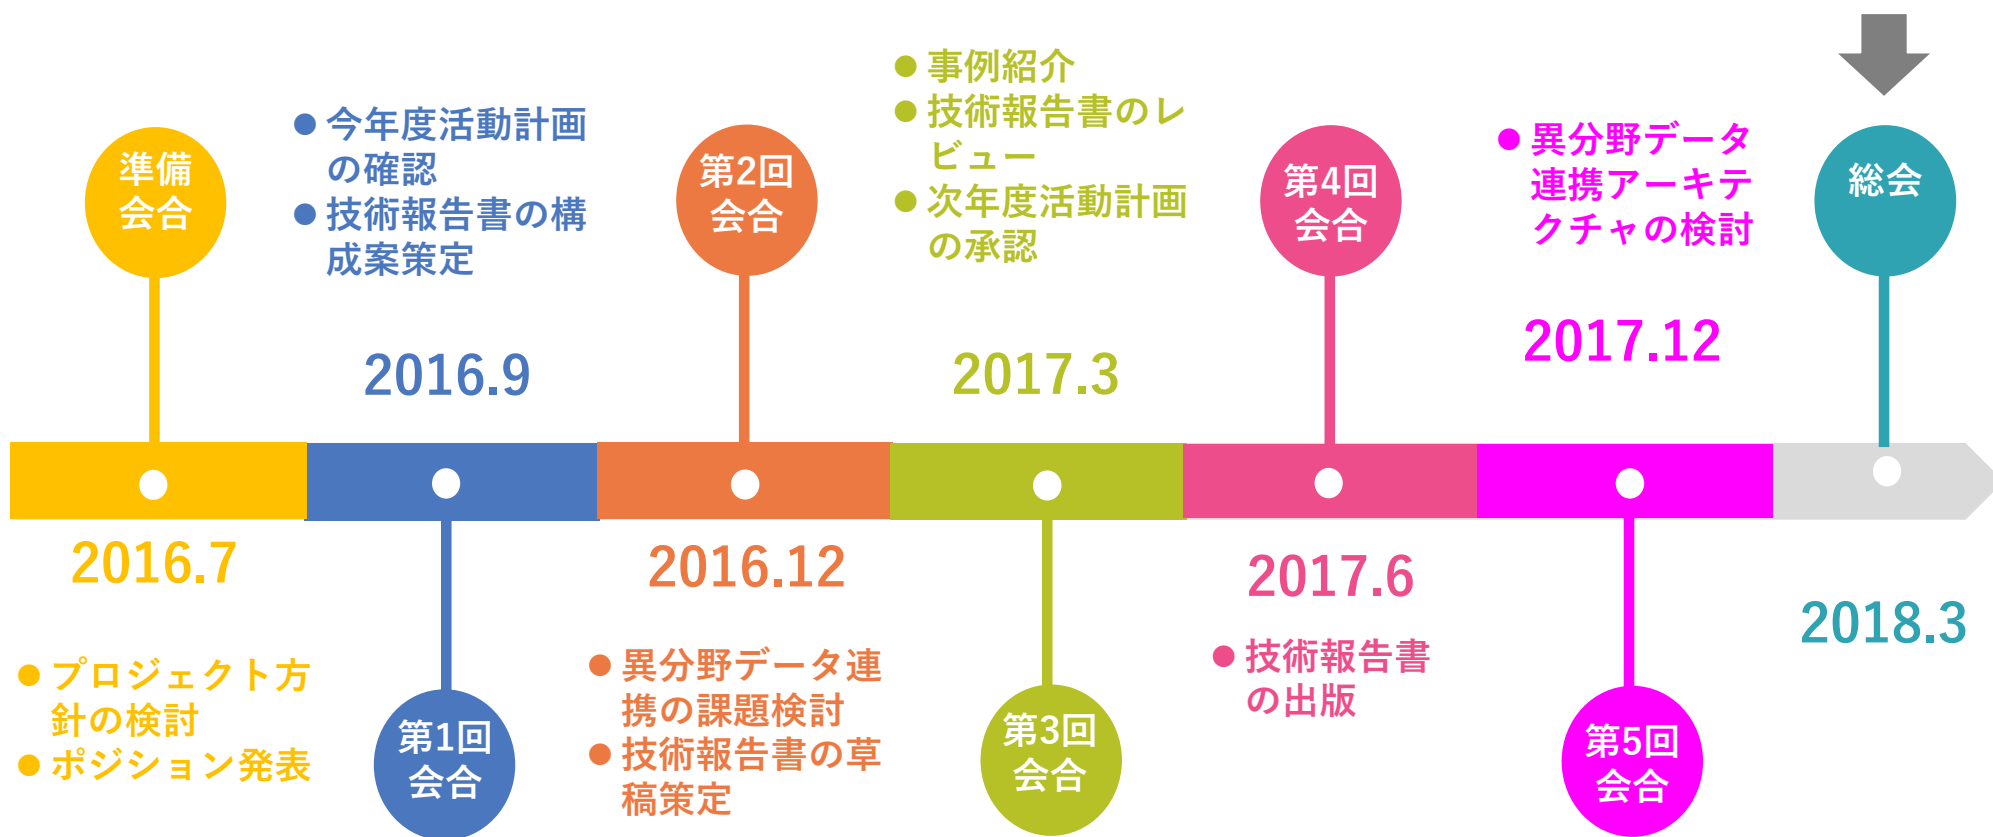 準備
会合
2016.7
● プロジェクト方
針の検討
● ポジション発表
● 今年度活動計画
の確認
● 技術報告書の構
成案策定
2016.9
第1回
会合
第2回
会合
2016.12
● 異分野データ連
携の課題検討
● 技術報告書の草
稿策定
● 事例紹介
● 技術報告書のレ
ビュー
● 次年度活動計画
の承認
2017.3
第3回
会合
第4回
会合
2017.6
● 技術報告書
の出版
● 異分野データ
連携アーキテ
クチャの検討
2017.12
第5回
会合
総会
2018.3